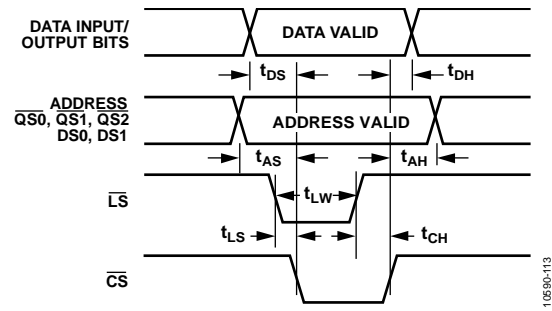 DATA INPUT/
OUTPUT BITS
DATA VALID
tDS
tDH
ADDRESS
QS0, QS1, QS2
DS0, DS1
ADDRESS VALID
tAS
tAH
LS
tLW
tLS
tCH
CS
10590-113